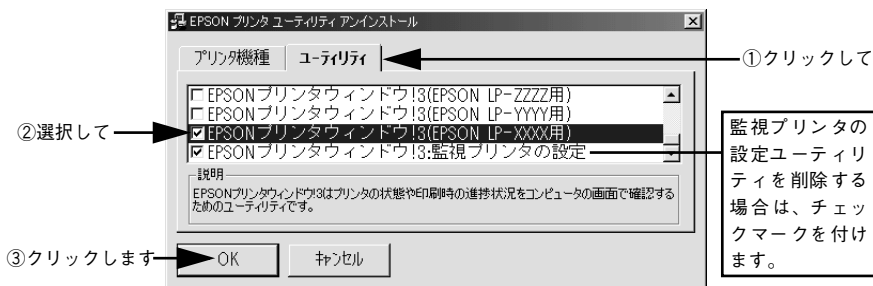 EPSON プリンタ ユーティリティ アンインストール
プリンタ機種 ユーティリティ
①クリックして
EPSONプリンタウィンドウ!3(EPSON LP-ZZZZ用)
EPSONプリンタウィンドウ!3(EPSON LP-YYYY用)
②選択して
EPSONプリンタウィンドウ!3(EPSON LP-XXXX用)
EPSONプリンタウィンドウ!3:監視プリンタの設定
監視プリンタの
設定ユーティリ
ティを削除する
場合は、チェッ
クマークを付け
ます。
説明
EPSONプリンタウィンドウ!3はプリンタの状態や印刷時の進捗状況をコンピュータの画面で確認する
ためのユーティリティです。
③クリックします
OK キャンセル